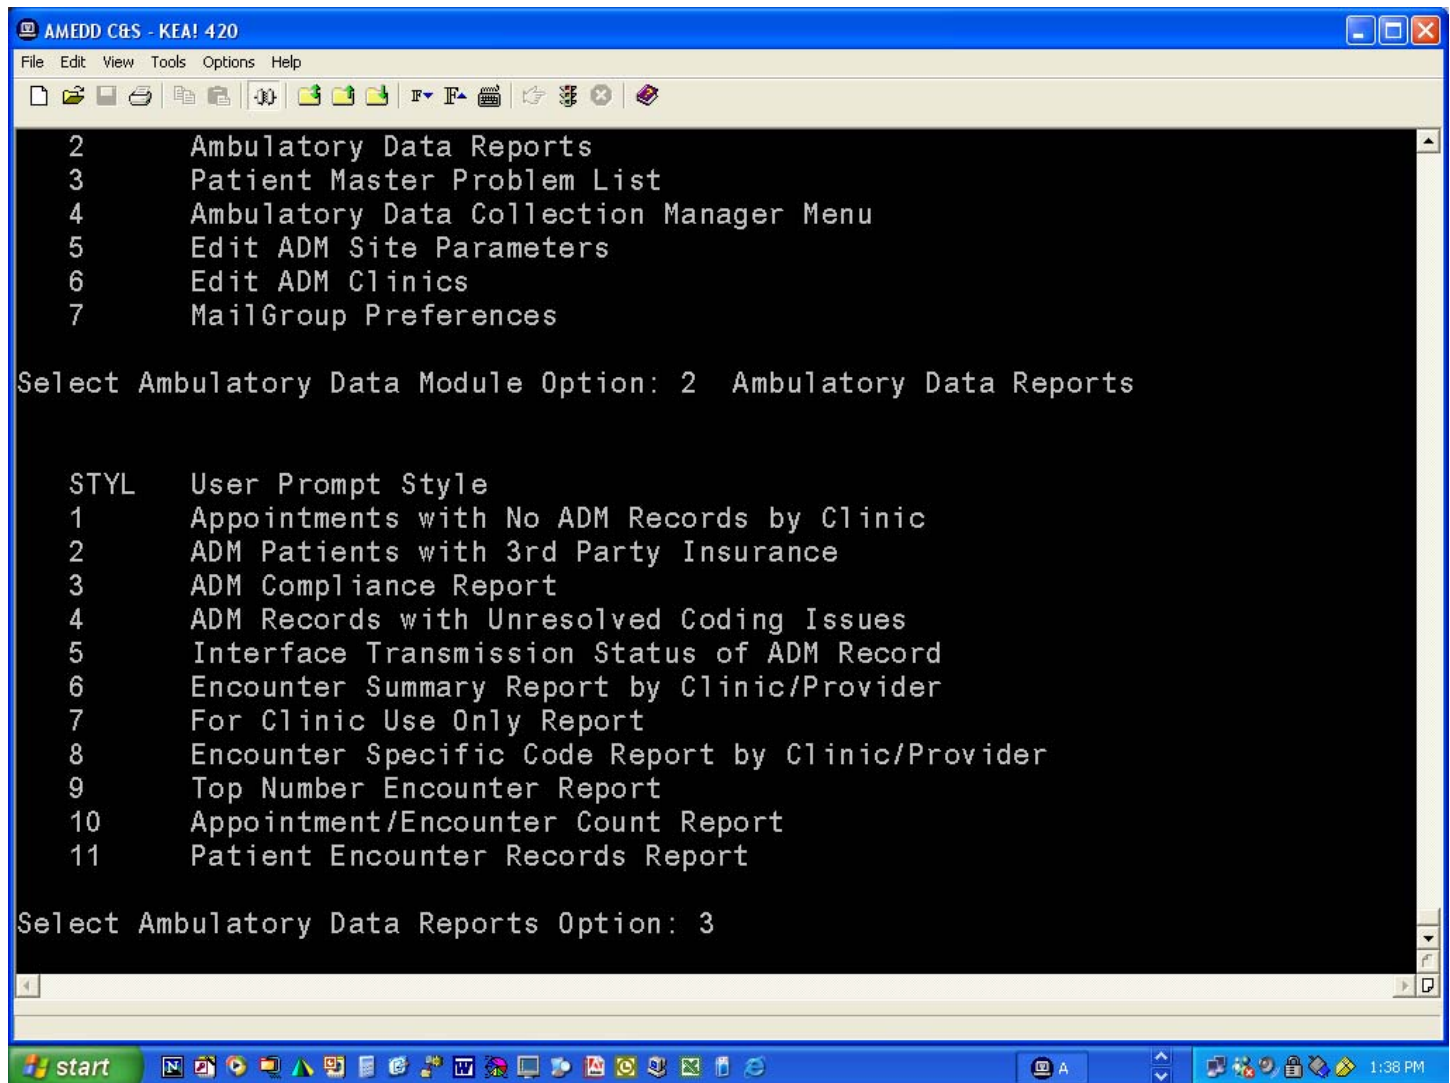 AMEDD C&S - KEA! 420
File Edit View Tools Options Help
2 Ambulatory Data Reports
3 Patient Master Problem List
4 Ambulatory Data Collection Manager Menu
5 Edit ADM Site Parameters
6 Edit ADM Clinics
7 MailGroup Preferences
Select Ambulatory Data Module Option: 2 Ambulatory Data Reports
STYL User Prompt Style
1 Appointments with No ADM Records by Clinic
2 ADM Patients with 3rd Party Insurance
3 ADM Compliance Report
4 ADM Records with Unresolved Coding Issues
5 Interface Transmission Status of ADM Record
6 Encounter Summary Report by Clinic/Provider
7 For Clinic Use Only Report
8 Encounter Specific Code Report by Clinic/Provider
9 Top Number Encounter Report
10 Appointment/Encounter Count Report
11 Patient Encounter Records Report
Select Ambulatory Data Reports Option: 3
start A 1:38 PM